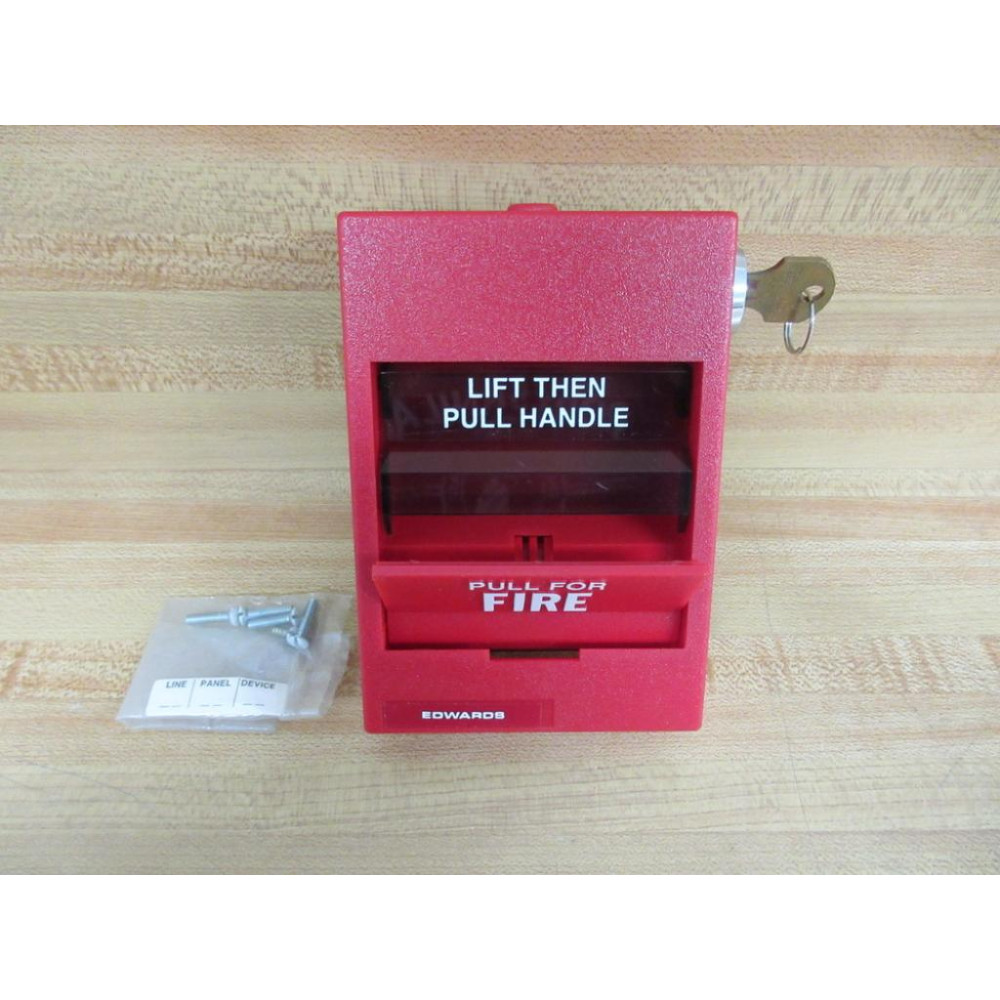 LIFT THEN
PULL HANDLE
PULL FOR
FIRE
LINE PANEL DEVICE
EDWARDS